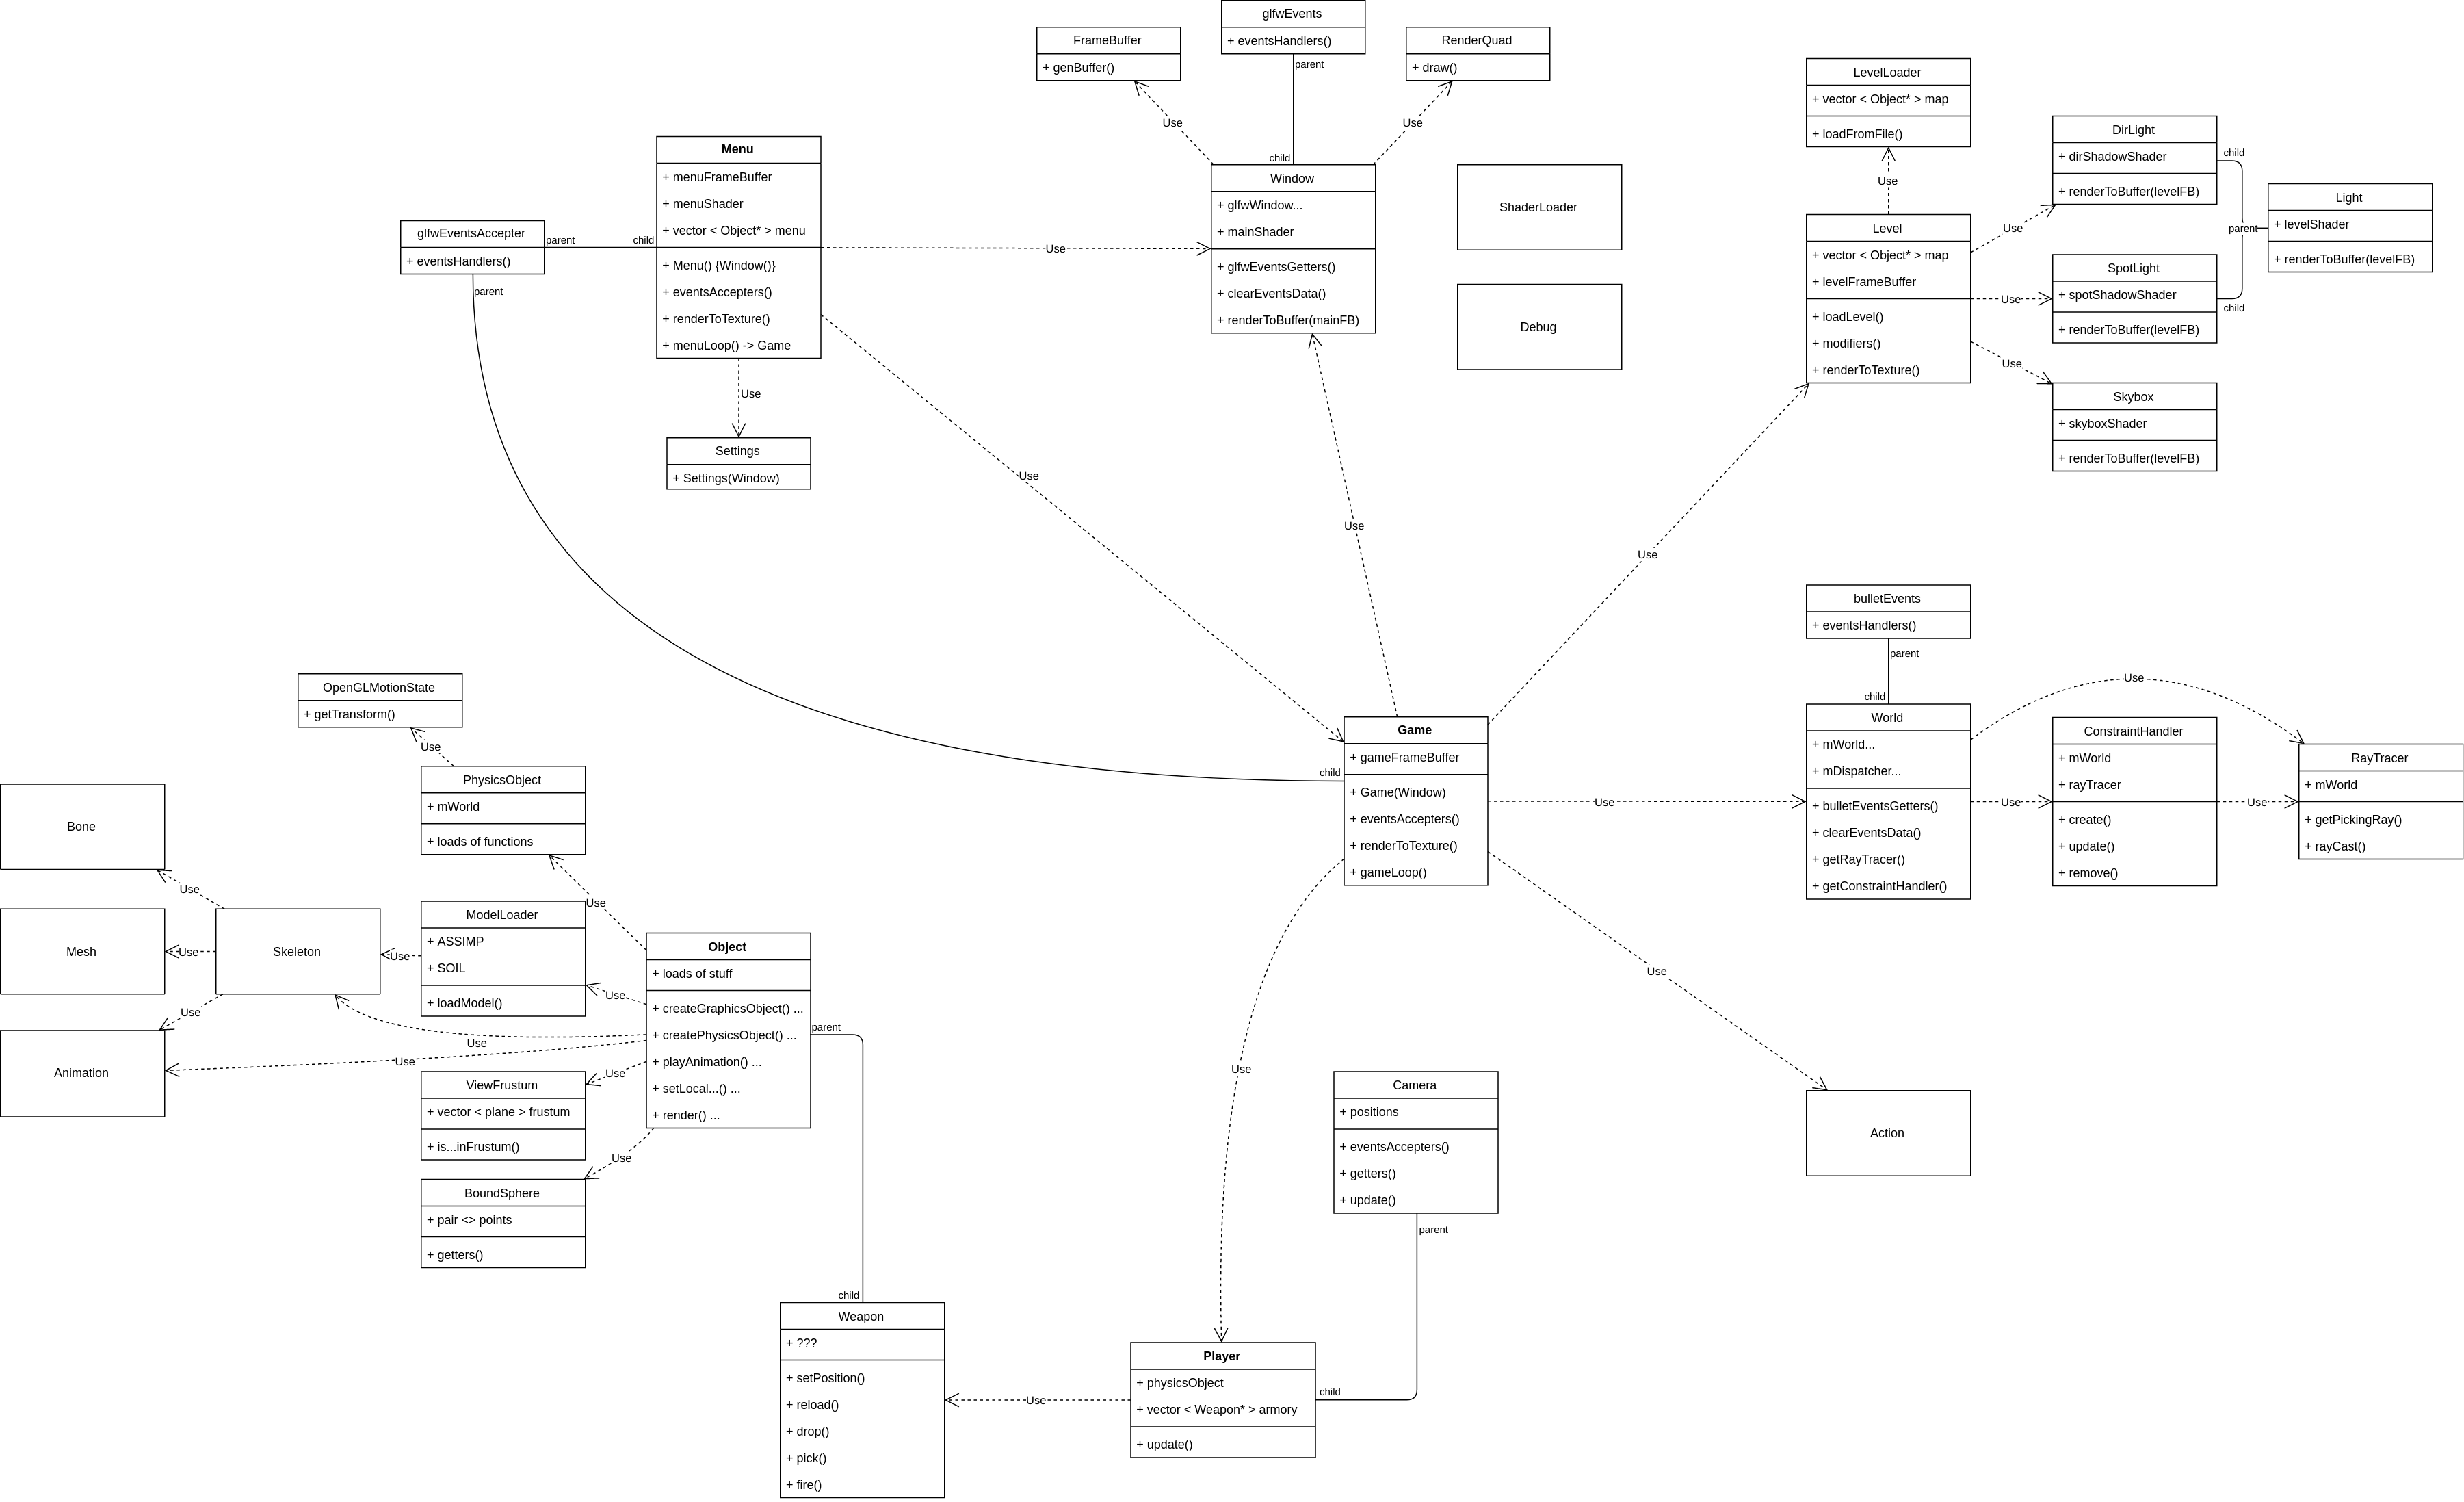 glfwEvents
+ eventsHandlers()
parent
child
FrameBuffer
+ genBuffer()
RenderQuad
+ draw()
Use
Use
Window
+ glfwWindow...
+ mainShader
+ glfwEventsGetters()
+ clearEventsData()
+ renderToBuffer(mainFB)
Menu
+ menuFrameBuffer
+ menuShader
+ vector < Object* > menu
+ Menu() {Window()}
+ eventsAccepters()
+ renderToTexture()
+ menuLoop() -> Game
glfwEventsAccepter
+ eventsHandlers()
parent
child
parent
Use
Use
Settings
+ Settings(Window)
Use
Use
Use
ShaderLoader
Debug
LevelLoader
+ vector < Object* > map
+ loadFromFile()
Use
Level
+ vector < Object* > map
+ levelFrameBuffer
+ loadLevel()
+ modifiers()
+ renderToTexture()
Use
Use
Use
DirLight
+ dirShadowShader
+ renderToBuffer(levelFB)
SpotLight
+ spotShadowShader
+ renderToBuffer(levelFB)
Skybox
+ skyboxShader
+ renderToBuffer(levelFB)
child
parent
child
Light
+ levelShader
+ renderToBuffer(levelFB)
bulletEvents
+ eventsHandlers()
parent
child
World
+ mWorld...
+ mDispatcher...
+ bulletEventsGetters()
+ clearEventsData()
+ getRayTracer()
+ getConstraintHandler()
Use
Use
ConstraintHandler
+ mWorld
+ rayTracer
+ create()
+ update()
+ remove()
Use
RayTracer
+ mWorld
+ getPickingRay()
+ rayCast()
child
Game
+ gameFrameBuffer
+ Game(Window)
+ eventsAccepters()
+ renderToTexture()
+ gameLoop()
Use
Use
Use
Action
OpenGLMotionState
+ getTransform()
Use
PhysicsObject
+ mWorld
+ loads of functions
Bone
Mesh
Animation
Use
Use
Use
Skeleton
Use
ModelLoader
+ ASSIMP
+ SOIL
+ loadModel()
Use
Use
Use
Use
Use
Use
ViewFrustum
+ vector < plane > frustum
+ is...inFrustum()
BoundSphere
+ pair <> points
+ getters()
Object
+ loads of stuff
+ createGraphicsObject() ...
+ createPhysicsObject() ...
+ playAnimation() ...
+ setLocal...() ...
+ render() ...
parent
child
Weapon
+ ???
+ setPosition()
+ reload()
+ drop()
+ pick()
+ fire()
Use
Use
Camera
+ positions
+ eventsAccepters()
+ getters()
+ update()
parent
child
Player
+ physicsObject
+ vector < Weapon* > armory
+ update()